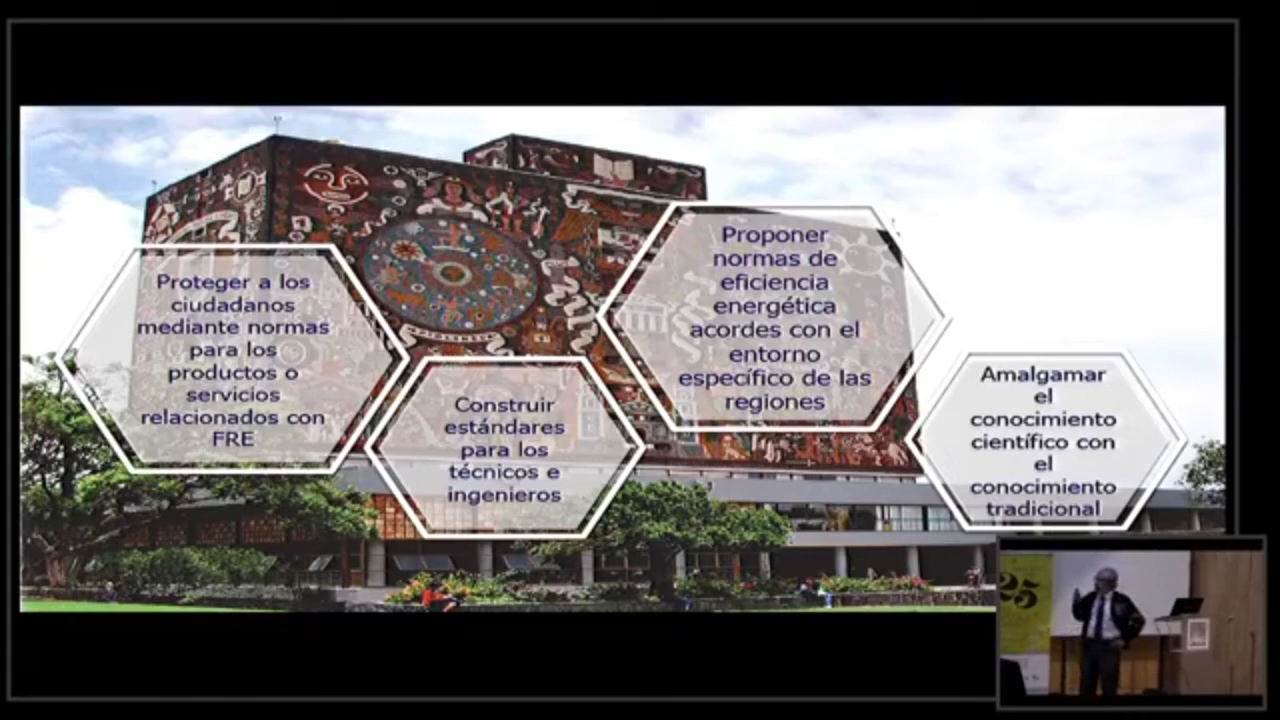 Proteger a los
ciudadanos
mediante normas
para los
productos o
servicios
relacionados con
FRE
Construir
estándares
para los
técnicos e
ingenieros
Proponer
normas de
eficiencia
energética
acordes con el
entorno
específico de las
regiones
Amalgamar
el
conocimiento
científico con
el
conocimiento
tradicional
25